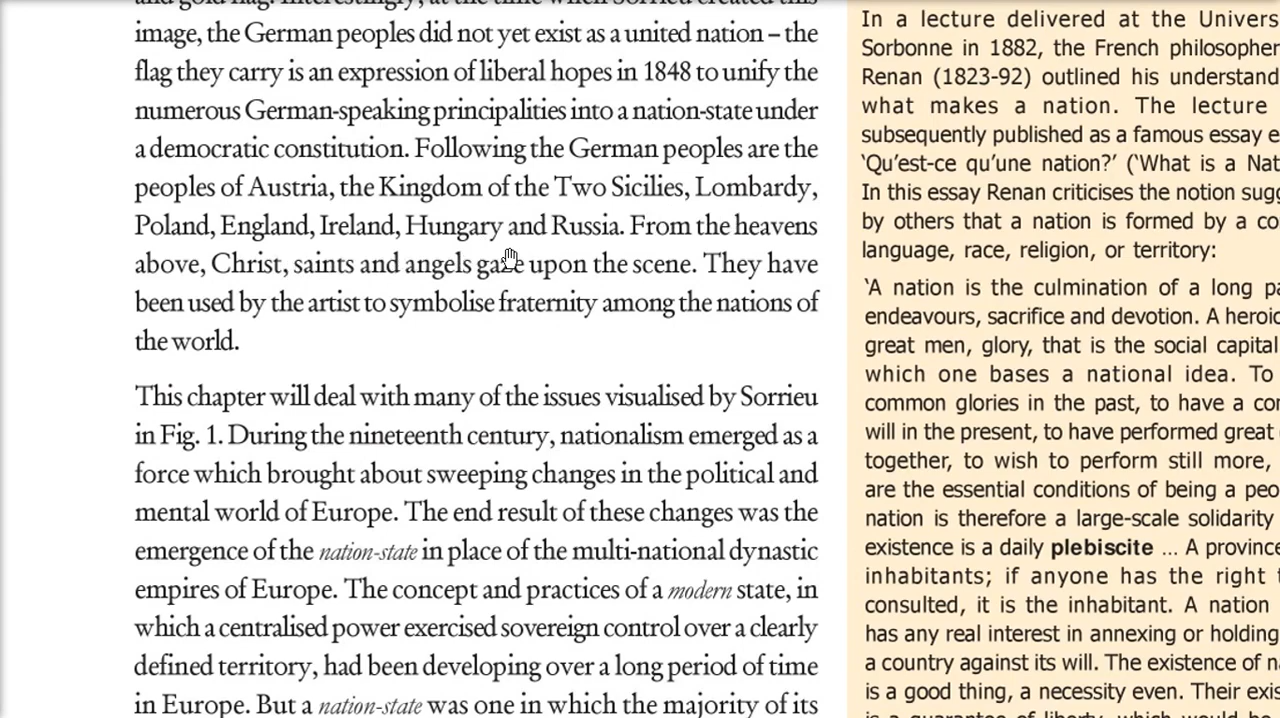 image, the German peoples did not yet exist as a united nation – the
flag they carry is an expression of liberal hopes in 1848 to unify the
numerous German-speaking principalities into a nation-state under
a democratic constitution. Following the German peoples are the
peoples of Austria, the Kingdom of the Two Sicilies, Lombardy,
Poland, England, Ireland, Hungary and Russia. From the heavens
above, Christ, saints and angels gaze upon the scene. They have
been used by the artist to symbolise fraternity among the nations of
the world.
This chapter will deal with many of the issues visualised by Sorrieu
in Fig. 1. During the nineteenth century, nationalism emerged as a
force which brought about sweeping changes in the political and
mental world of Europe. The end result of these changes was the
emergence of the nation-state in place of the multi-national dynastic
empires of Europe. The concept and practices of a modern state, in
which a centralised power exercised sovereign control over a clearly
defined territory, had been developing over a long period of time
in Europe. But a nation-state was one in which the majority of its
In a lecture delivered at the Univers
Sorbonne in 1882, the French philosopher
Renan (1823-92) outlined his understand
what makes a nation. The lecture
subsequently published as a famous essay e
‘Qu’est-ce qu’une nation?’ (‘What is a Nat
In this essay Renan criticises the notion sugg
by others that a nation is formed by a co
language, race, religion, or territory:
‘A nation is the culmination of a long pa
endeavours, sacrifice and devotion. A heroic
great men, glory, that is the social capital
which one bases a national idea. To
common glories in the past, to have a co
will in the present, to have performed great
together, to wish to perform still more,
are the essential conditions of being a peo
nation is therefore a large-scale solidarity
existence is a daily plebiscite ... A province
inhabitants; if anyone has the right t
consulted, it is the inhabitant. A nation
has any real interest in annexing or holding
a country against its will. The existence of na
is a good thing, a necessity even. Their exis